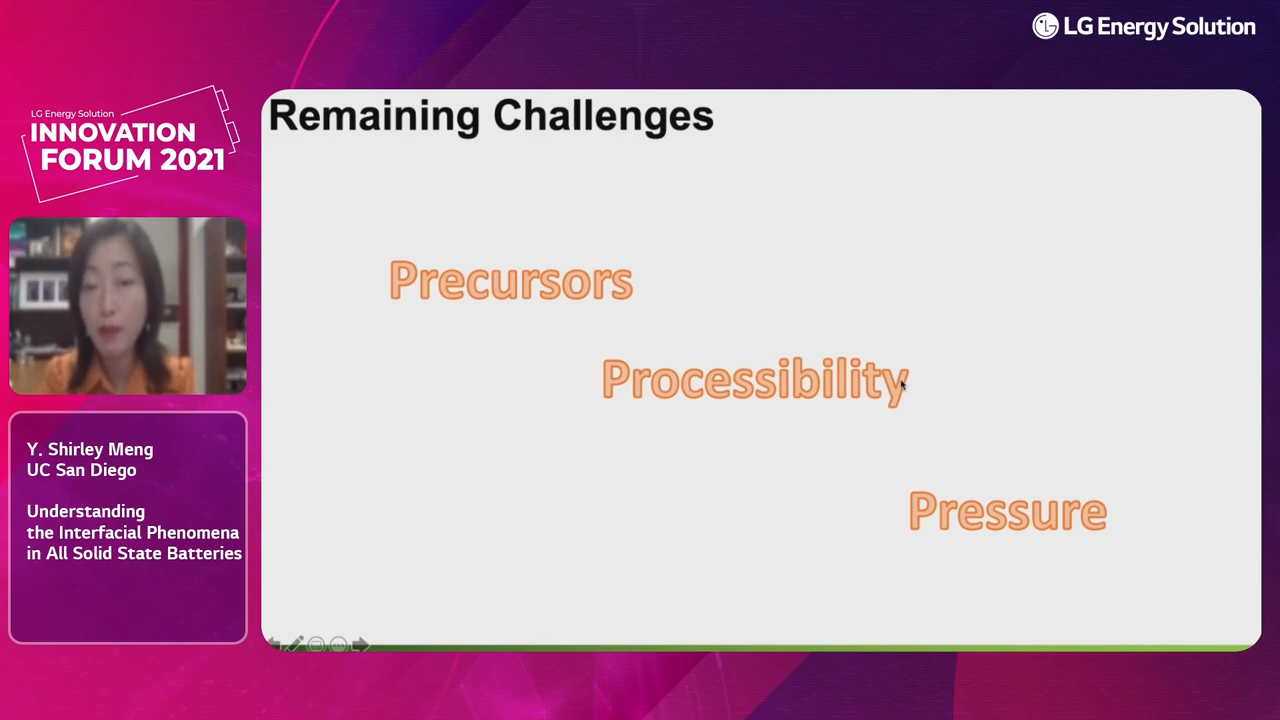 LG Energy Solution
LG Energy Solution
INNOVATION
FORUM 2021
Remaining Challenges
Precursors
Processibility
Pressure
Y. Shirley Meng
UC San Diego
Understanding
the Interfacial Phenomena
in All Solid State Batteries